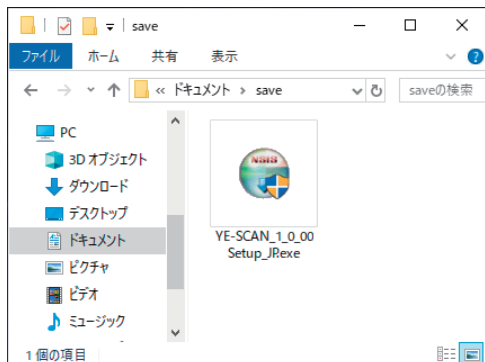 save
ファイル ホーム 共有 表示
« ドキュメント › save saveの検索
PC
3D オブジェクト
ダウンロード
デスクトップ
ドキュメント
ピクチャ
ビデオ
ミュージック
NSIS
YE-SCAN_1_0_00
Setup_JP.exe
1 個の項目